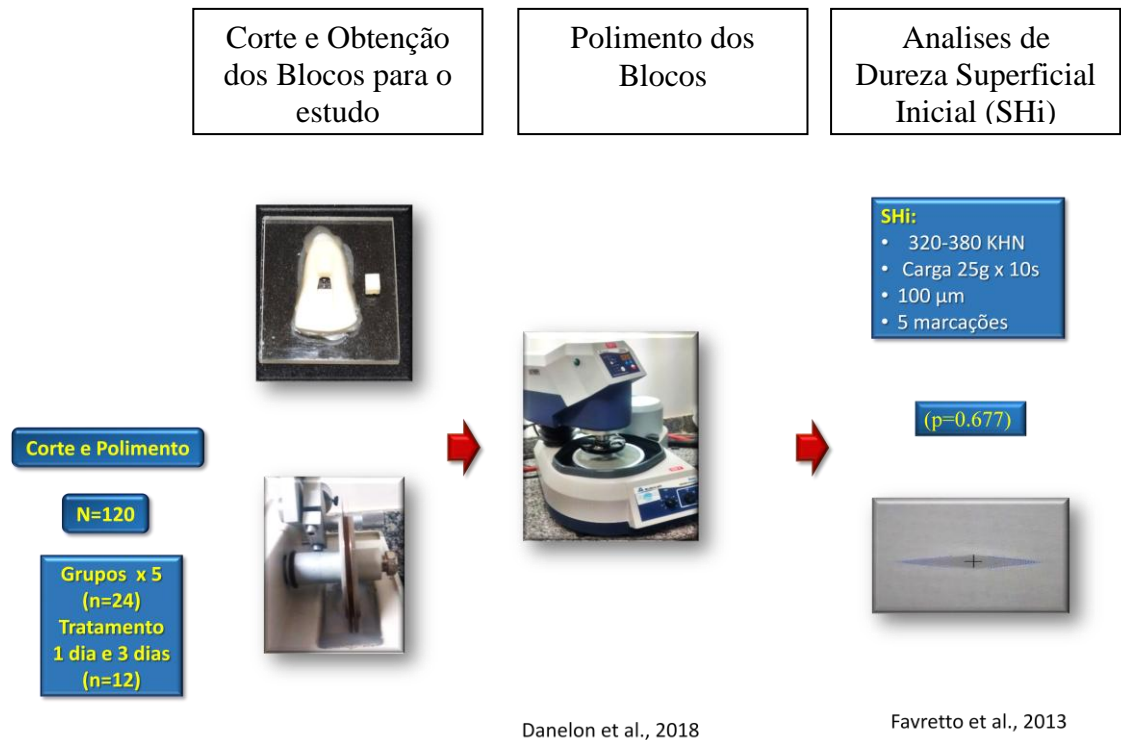 Corte e Obtenção
dos Blocos para o
estudo
Polimento dos
Blocos
Analises de
Dureza Superficial
Inicial (SHi)
Corte e Polimento
N=120
Grupos x 5
(n=24)
Tratamento
1 dia e 3 dias
(n=12)
SHi:
• 320-380 KHN
• Carga 25g x 10s
• 100 µm
• 5 marcações
(p=0.677)
Danelon et al., 2018
Favretto et al., 2013